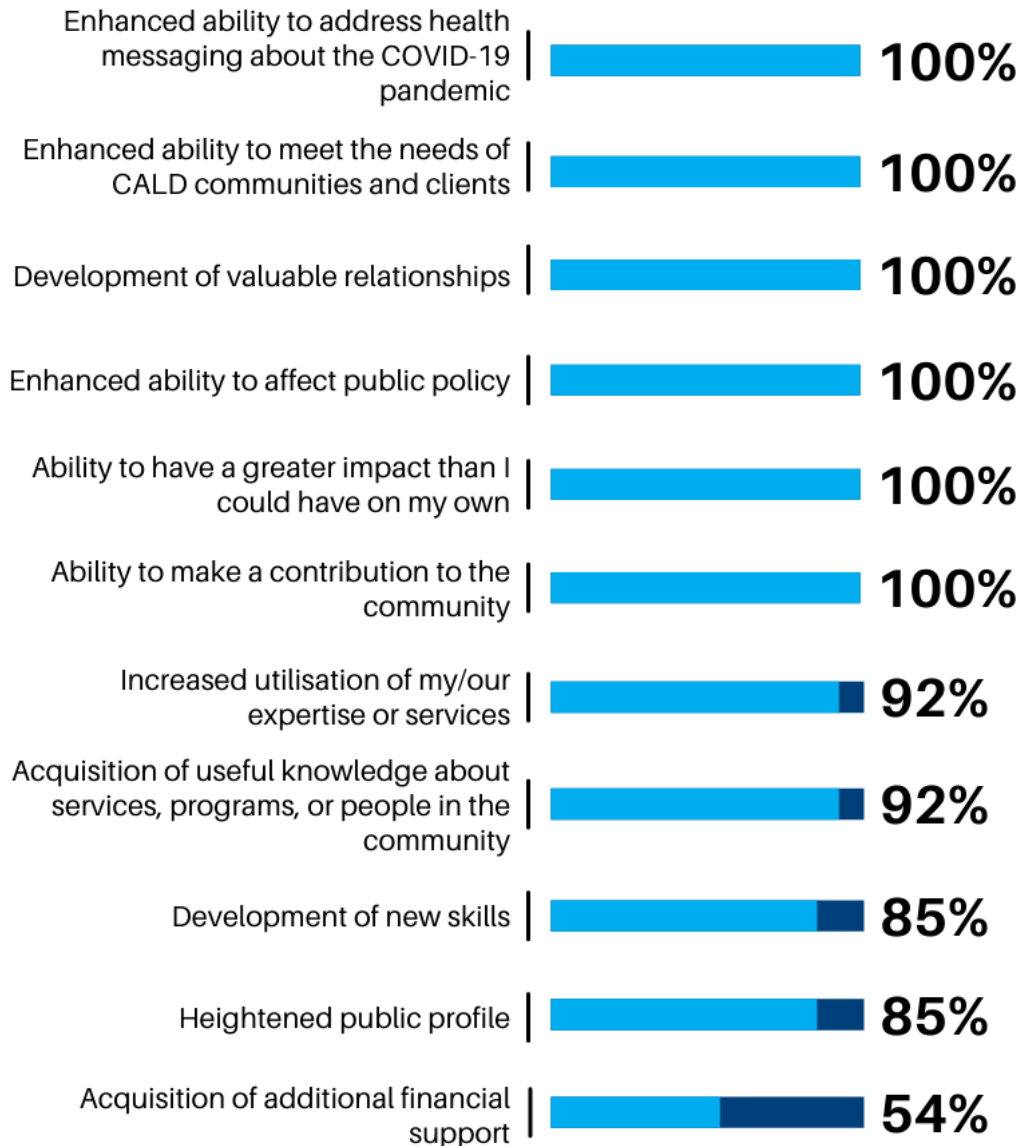 Enhanced ability to address health
messaging about the COVID-19
pandemic
100%
Enhanced ability to meet the needs of
CALD communities and clients
100%
Development of valuable relationships
100%
Enhanced ability to affect public policy
100%
Ability to have a greater impact than I
could have on my own
100%
Ability to make a contribution to the
community
100%
Increased utilisation of my/our
expertise or services
92%
Acquisition of useful knowledge about
services, programs, or people in the
community
92%
Development of new skills
85%
Heightened public profile
85%
Acquisition of additional financial
support
54%